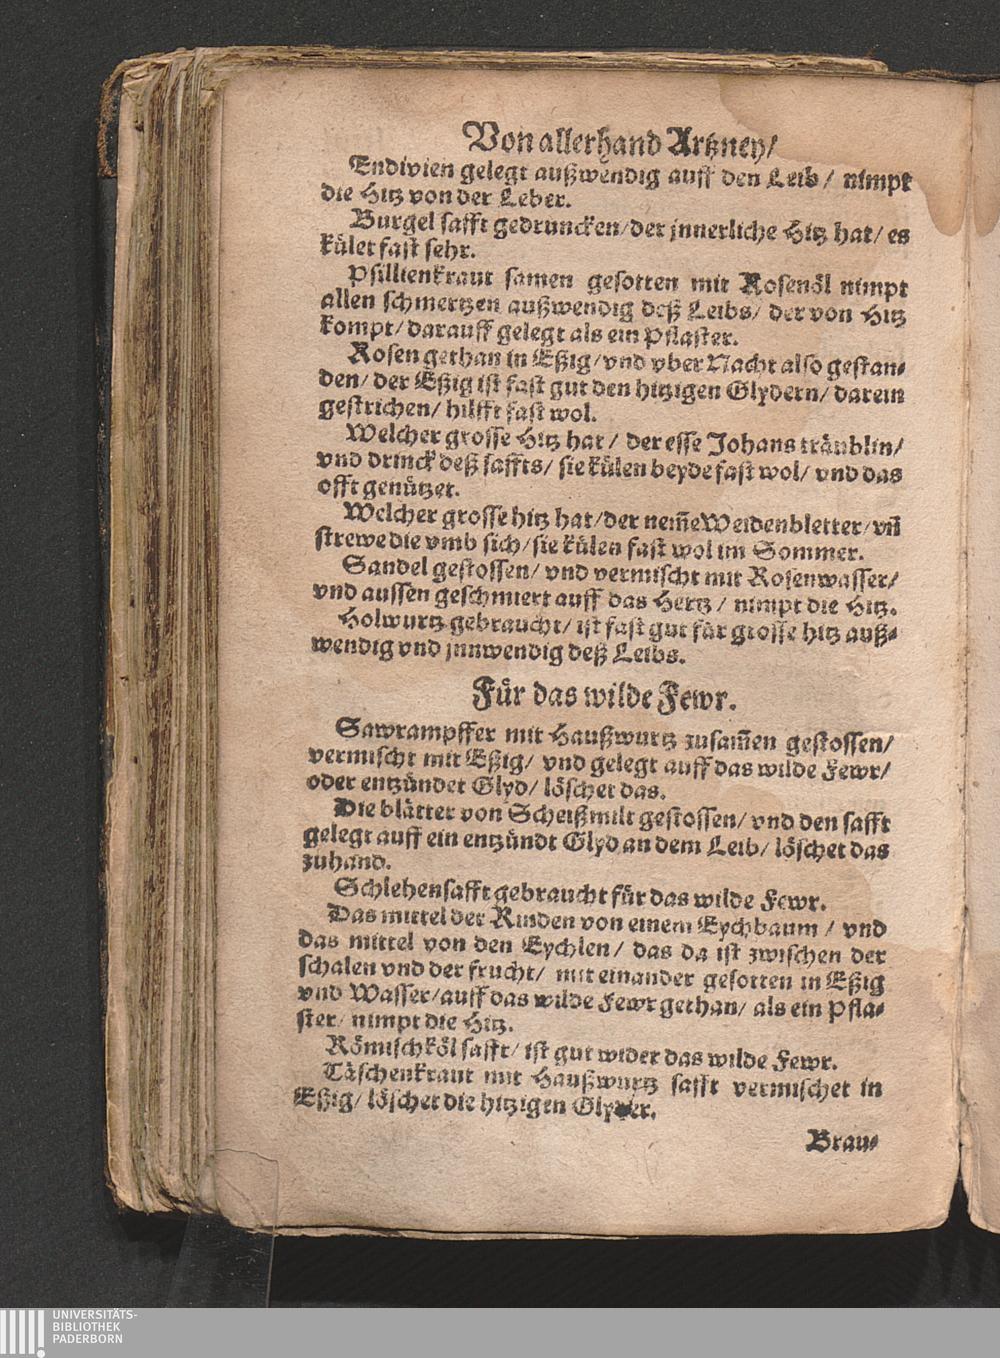 Von allerhand Artzney/
Endivien gelegt außwendig auff den Leib/ nimpt
die Hitz von der Leber.
Burgel safft gedruncken/der jnnerliche Hitz hat/ es
kület fast sehr.
Psillienkraut samen gesotten mit Rosenöl nimpt
allen schmertzen außwendig deß Leibs/ der von Hitz
kompt/ darauff gelegt als ein Pflaster.
Rosen gethan in Eßig/vnd vber Nacht also gestan⸗
den/ der Eßig ist fast gut den hitzigen Glydern/ darein
gestrichen/ hilfft fast wol.
Welcher grosse Hitz hat/ der esse Johans träublin/
vnd drinck deß saffts/ sie külen beyde fast wol/ vnd das
offt genützet.
Welcher grosse hitz hat/der nem̄e Weidenbletter/vn̄
strewe die vmb sich/sie külen fast wol im Sommer.
Sandel gestossen/ vnd vermischt mit Rosenwasser/
vnd aussen geschmiert auff das Hertz/ nimpt die Hitz.
Holwurtz gebraucht/ ist fast gut für grosse hitz auß⸗
wendig vnd jnnwendig deß Leibs.
Für das wilde Fewr.
Sawrampffer mit Haußwurtz zusam̄en gestossen/
vermischt mit Eßig/ vnd gelegt auff das wilde Fewr/
oder entzündet Glyd/ löschet das.
Die blätter von Scheißmilt gestossen/ vnd den safft
gelegt auff ein entzündt Glyd an dem Leib/ löschet das
zuhand.
Schlehensafft gebraucht für das wilde Fewr.
Das mittel der Rinden von einem Eychbaum/ vnd
das mittel von den Eychlen/ das da ist zwischen der
schalen vnd der frucht/ mit einander gesotten in Eßig
vnd Wasser/auff das wilde Fewr gethan/ als ein Pfla⸗
ster/ nimpt die Hitz.
Römischköl safft/ ist gut wider das wilde Fewr.
Täschenkraut mit Haußwurtz safft vermischet in
Eßig/ löschet die hitzigen Glyder.
Brau⸗
UNIVERSITÄTS-
BIBLIOTHEK
PADERBORN